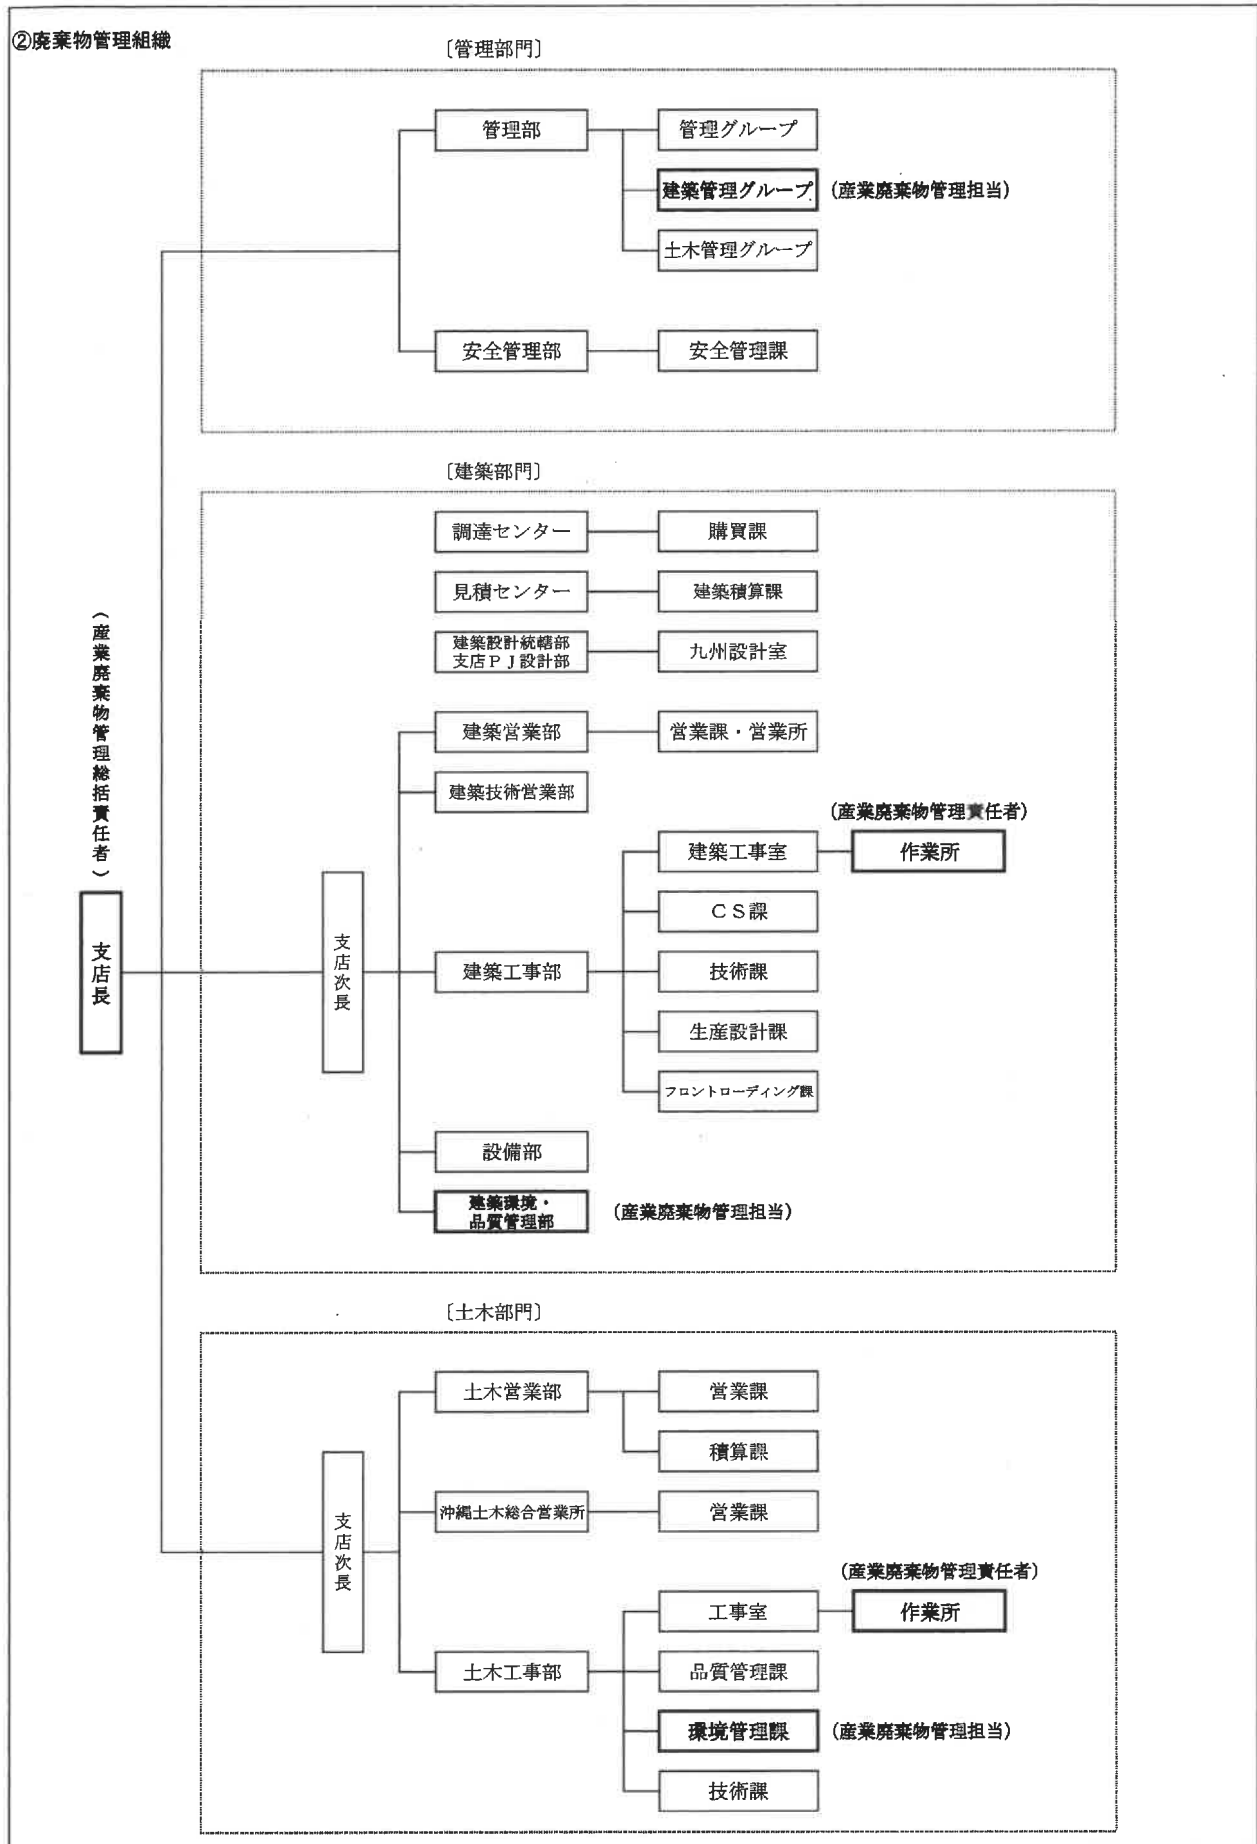 ②廃棄物管理組織
〔管理部門〕
管理部
管理グループ
建築管理グループ
(産業廃棄物管理担当)
土木管理グループ
安全管理部
安全管理課
〔建築部門〕
調達センター
購買課
見積センター
建築積算課
建築設計統轄部
支店ＰＪ設計部
九州設計室
建築営業部
営業課・営業所
建築技術営業部
(産業廃棄物管理責任者)
建築工事室
作業所
ＣＳ課
(産業廃棄物管理総括責任者)
支店長
支店次長
建築工事部
技術課
生産設計課
フロントローディング課
設備部
建築環境・
品質管理部
(産業廃棄物管理担当)
〔土木部門〕
土木営業部
営業課
積算課
支店次長
沖縄土木総合営業所
営業課
(産業廃棄物管理責任者)
工事室
作業所
土木工事部
品質管理課
環境管理課
(産業廃棄物管理担当)
技術課